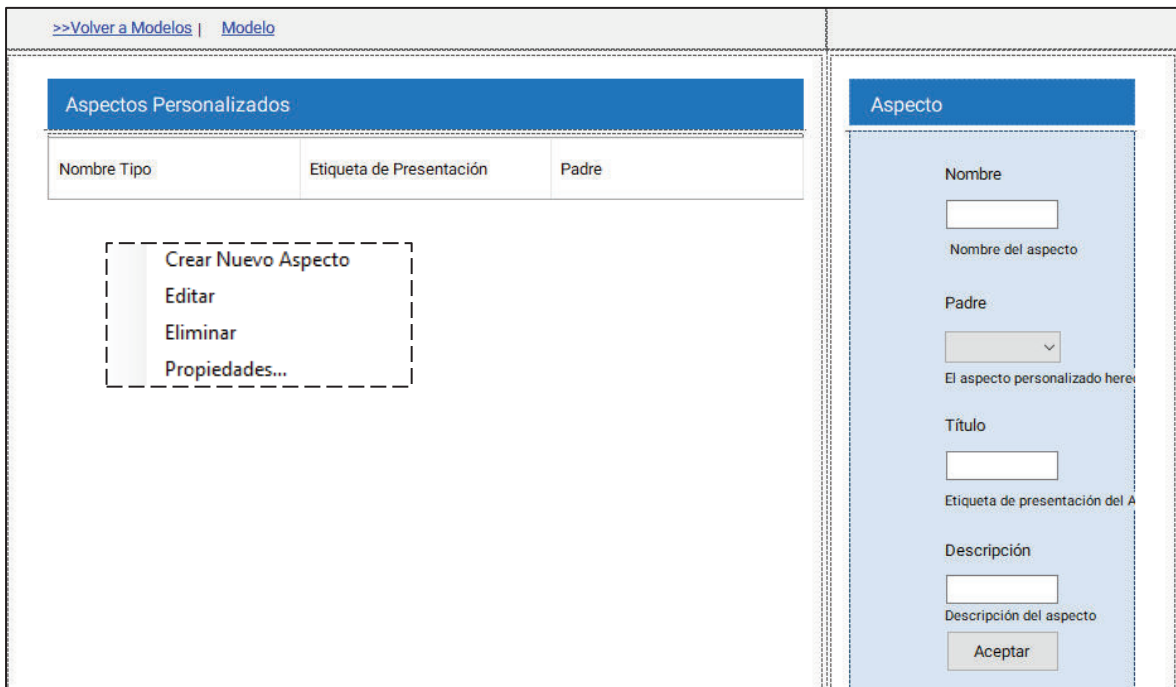 >>Volver a Modelos | Modelo
Aspectos Personalizados
Nombre Tipo Etiqueta de Presentación Padre
Crear Nuevo Aspecto
Editar
Eliminar
Propiedades...
Aspecto
Nombre
Nombre del aspecto
Padre
El aspecto personalizado here
Título
Etiqueta de presentación del A
Descripción
Descripción del aspecto
Aceptar